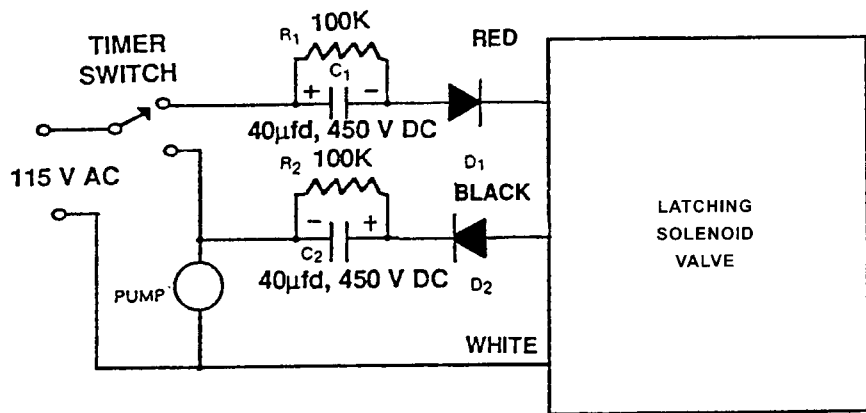 TIMER
SWITCH
115 V AC
R1 100K
C1
+ −
40µfd, 450 V DC
RED
D1
R2 100K
− +
C2
40µfd, 450 V DC
BLACK
D2
PUMP
WHITE
LATCHING
SOLENOID
VALVE